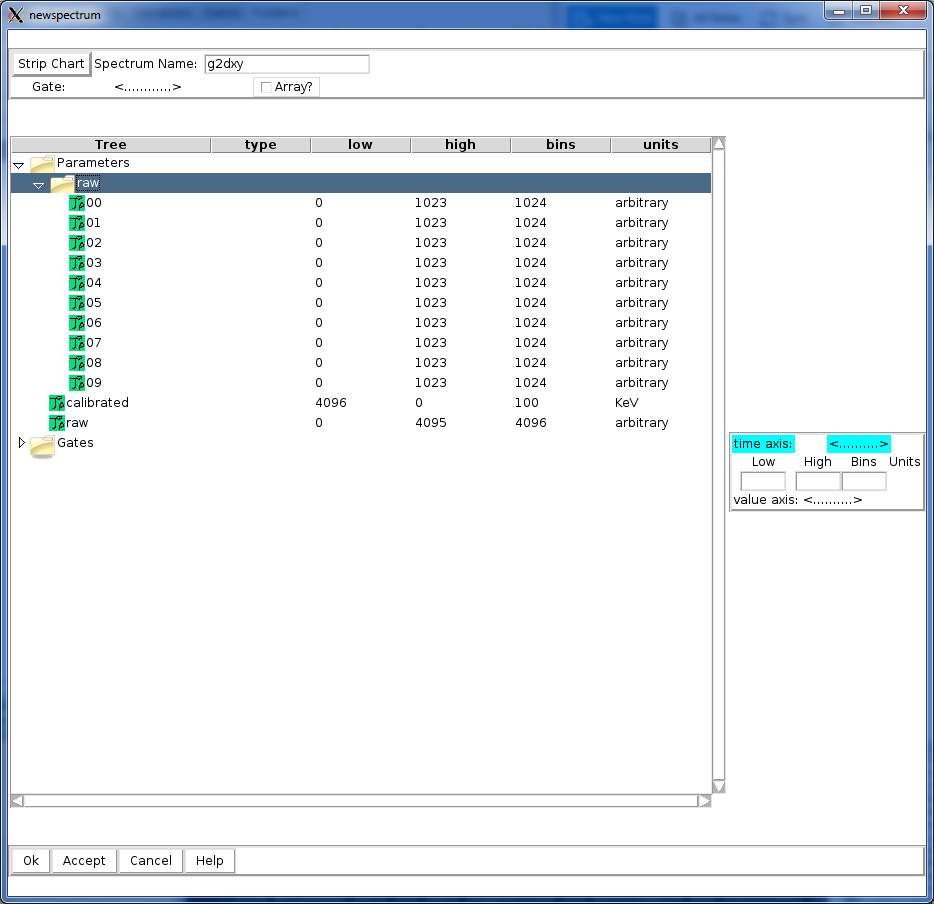 newspectrum
Strip Chart Spectrum Name: g2dxy
Gate: <............> Array?
Tree type low high bins units
Parameters
raw
00 0 1023 1024 arbitrary
01 0 1023 1024 arbitrary
02 0 1023 1024 arbitrary
03 0 1023 1024 arbitrary
04 0 1023 1024 arbitrary
05 0 1023 1024 arbitrary
06 0 1023 1024 arbitrary
07 0 1023 1024 arbitrary
08 0 1023 1024 arbitrary
09 0 1023 1024 arbitrary
calibrated 4096 0 100 KeV
raw 0 4095 4096 arbitrary
Gates
time axis: <..........>
Low High Bins Units
value axis: <..........>
Ok Accept Cancel Help